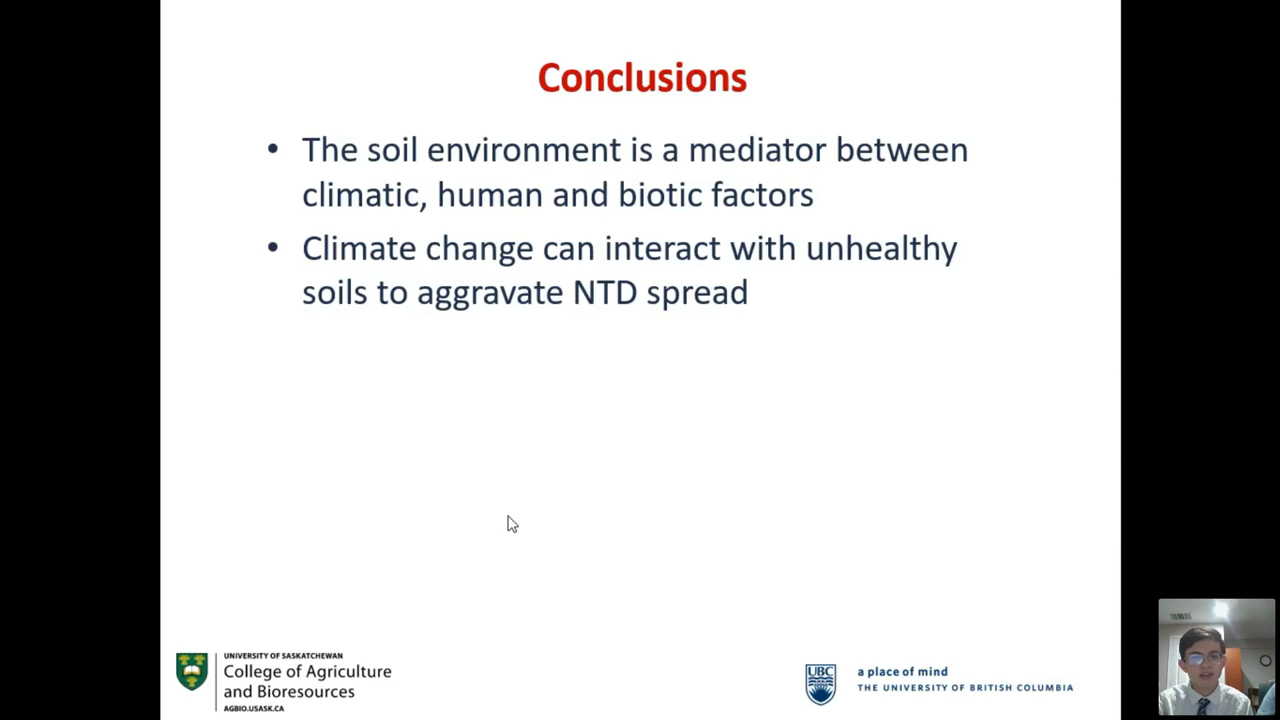 Conclusions
• The soil environment is a mediator between
climatic, human and biotic factors
• Climate change can interact with unhealthy
soils to aggravate NTD spread
UNIVERSITY OF SASKATCHEWAN
College of Agriculture
and Bioresources
AGBIO.USASK.CA
UBC
a place of mind
THE UNIVERSITY OF BRITISH COLUMBIA